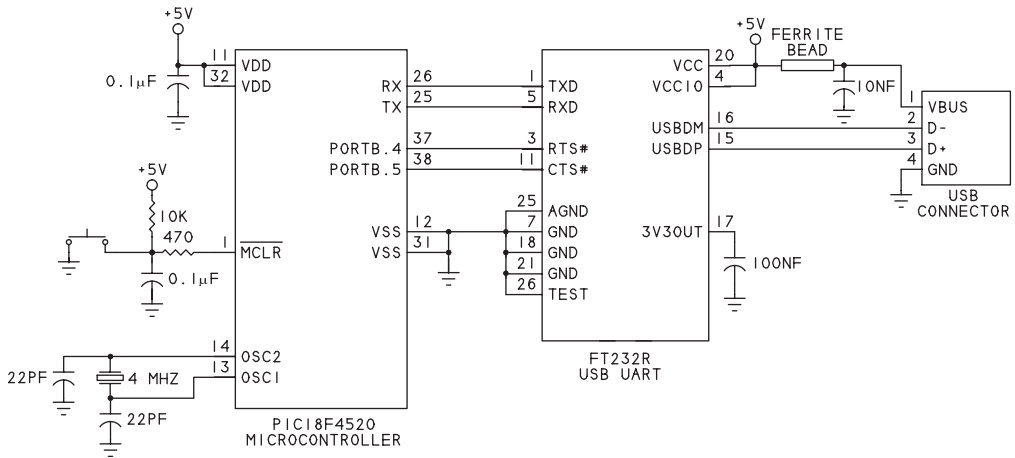 +5V
11
VDD
32
VDD
0.1µF
26
RX
25
TX
37
PORTB.4
38
PORTB.5
+5V
10K
470
1
MCLR
0.1µF
12
VSS
31
VSS
14
OSC2
13
OSC1
22PF
4 MHZ
22PF
PIC18F4520
MICROCONTROLLER
1
TXD
5
RXD
3
RTS#
11
CTS#
25
AGND
7
GND
18
GND
21
GND
26
TEST
20
VCC
4
VCCIO
16
USBDM
15
USBDP
17
3V3OUT
100NF
FT232R
USB UART
+5V
FERRITE
BEAD
10NF
1
VBUS
2
D-
3
D+
4
GND
USB
CONNECTOR